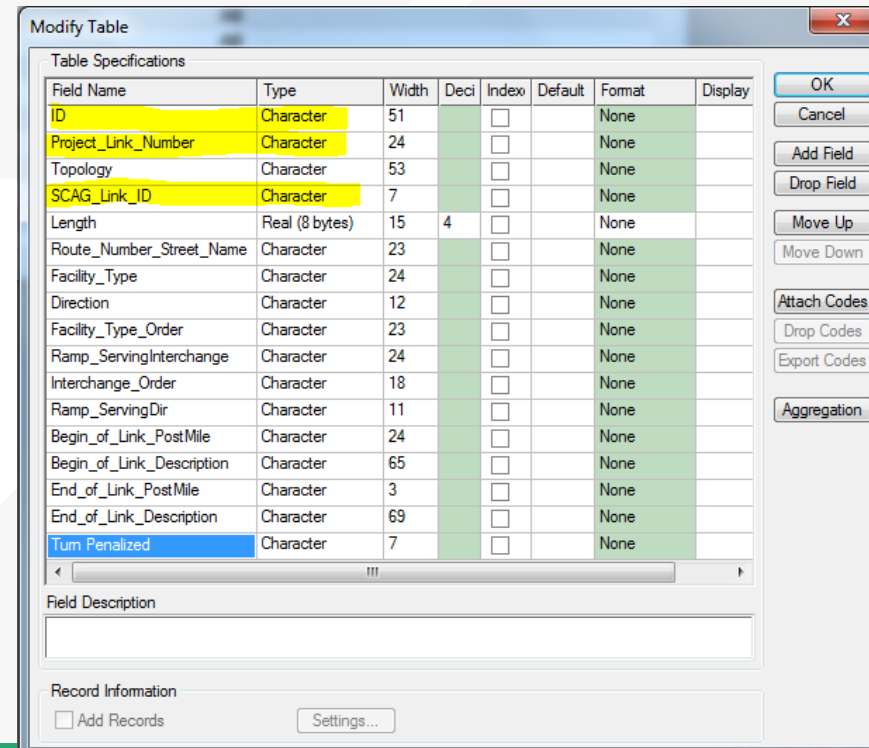 Modify Table
Table Specifications
Field Name Type Width Deci Index Default Format Display
ID Character 51 None
Project_Link_Number Character 24 None
Topology Character 53 None
SCAG_Link_ID Character 7 None
Length Real (8 bytes) 15 4 None
Route_Number_Street_Name Character 23 None
Facility_Type Character 24 None
Direction Character 12 None
Facility_Type_Order Character 23 None
Ramp_ServingInterchange Character 24 None
Interchange_Order Character 18 None
Ramp_ServingDir Character 11 None
Begin_of_Link_PostMile Character 24 None
Begin_of_Link_Description Character 65 None
End_of_Link_PostMile Character 3 None
End_of_Link_Description Character 69 None
Turn Penalized Character 7 None
Field Description
Record Information
Add Records Settings...
OK
Cancel
Add Field
Drop Field
Move Up
Move Down
Attach Codes
Drop Codes
Export Codes
Aggregation